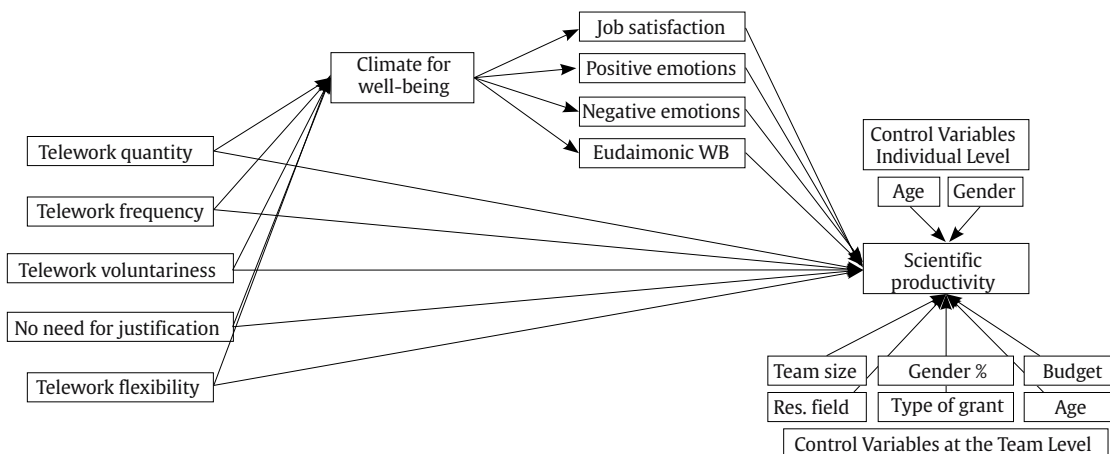 Job satisfaction
Climate for
well-being
Positive emotions
Negative emotions
Eudaimonic WB
Telework quantity
Telework frequency
Telework voluntariness
No need for justification
Telework flexibility
Control Variables
Individual Level
Age
Gender
Scientific
productivity
Team size
Gender %
Budget
Res. field
Type of grant
Age
Control Variables at the Team Level